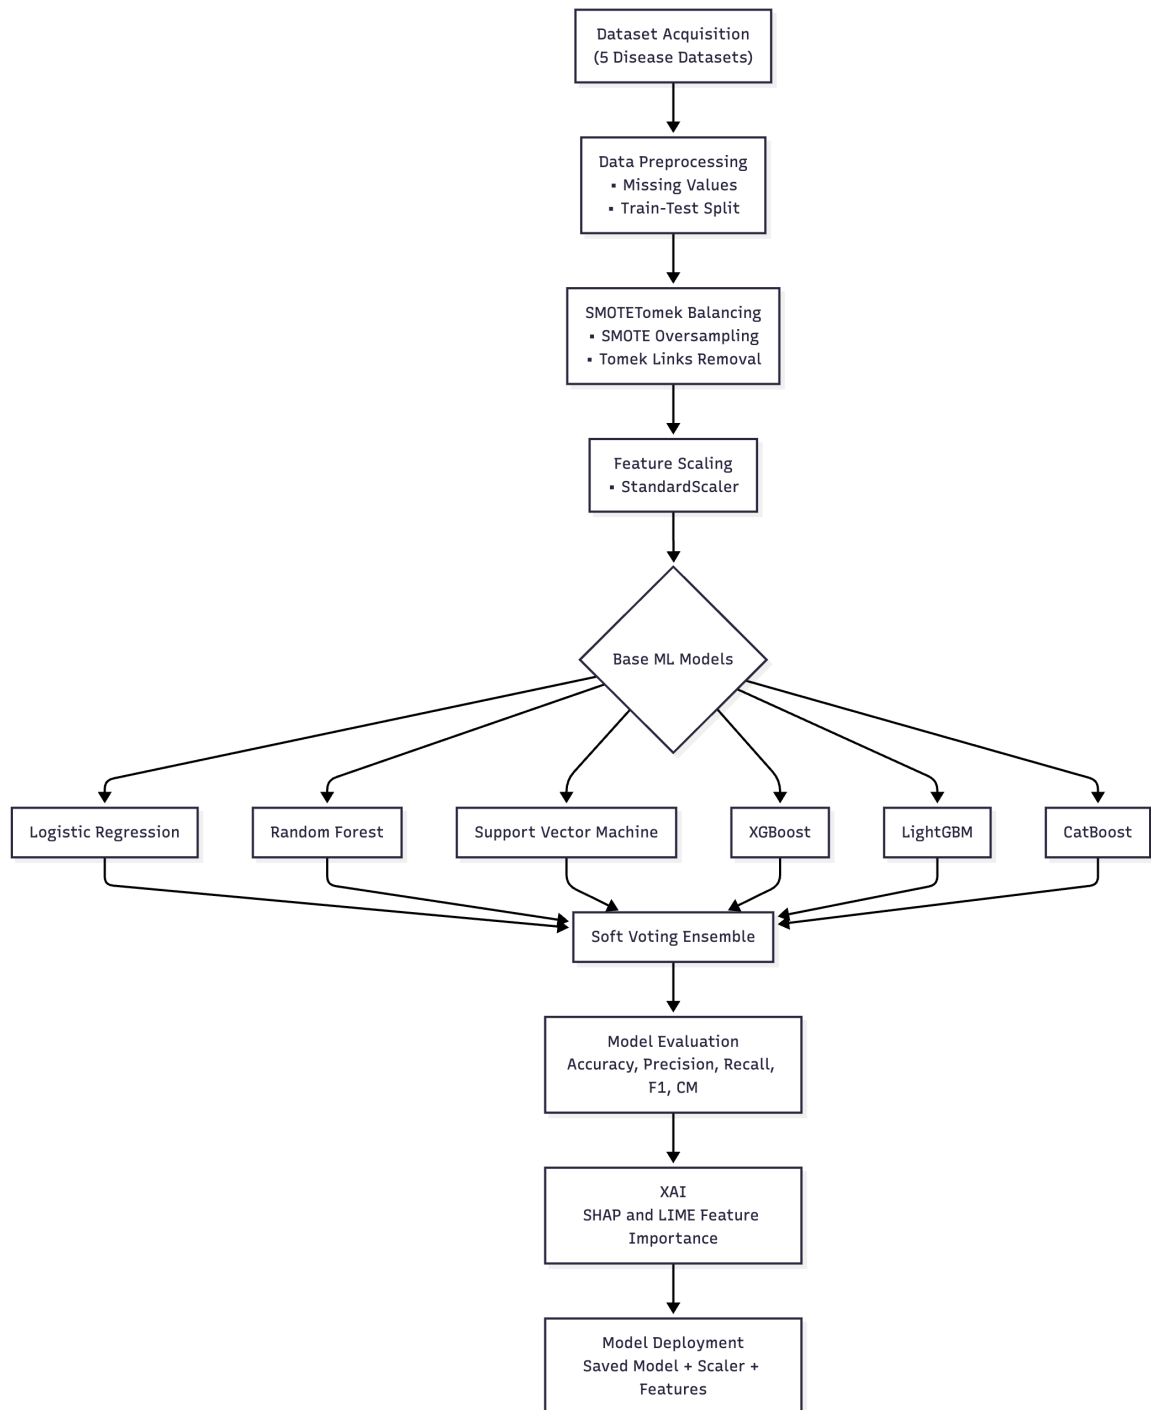 Dataset Acquisition
(5 Disease Datasets)
Data Preprocessing
▪ Missing Values
▪ Train-Test Split
SMOTETomek Balancing
▪ SMOTE Oversampling
▪ Tomek Links Removal
Feature Scaling
▪ StandardScaler
Base ML Models
Logistic Regression
Random Forest
Support Vector Machine
XGBoost
LightGBM
CatBoost
Soft Voting Ensemble
Model Evaluation
Accuracy, Precision, Recall,
F1, CM
XAI
SHAP and LIME Feature
Importance
Model Deployment
Saved Model + Scaler +
Features